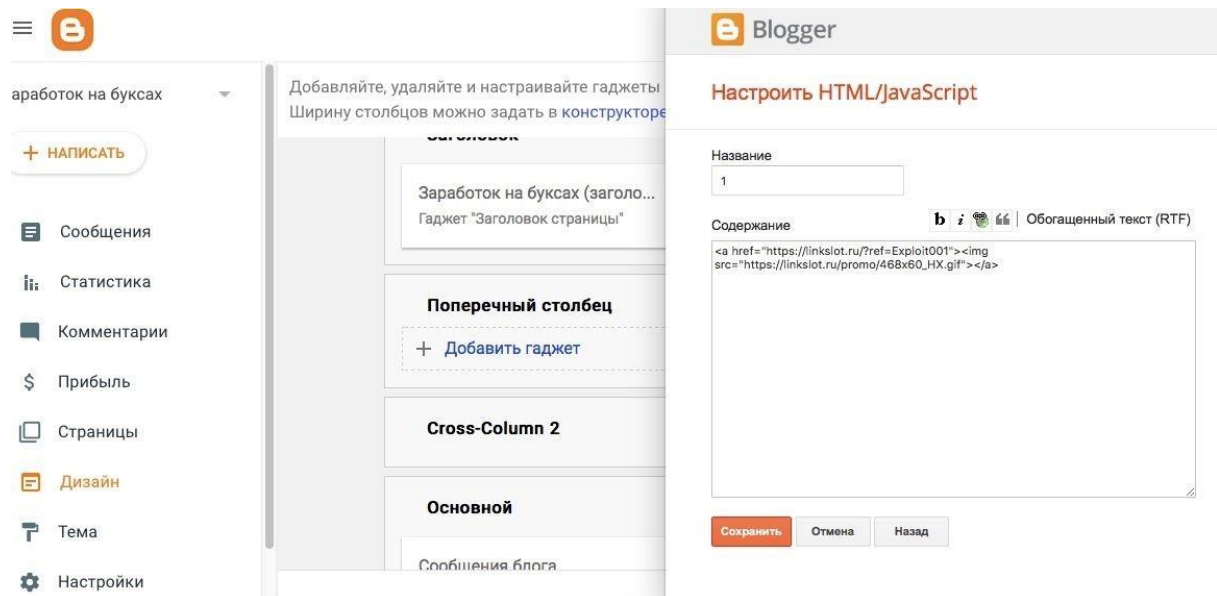 аработок на буксах
НАПИСАТЬ
Сообщения
Статистика
Комментарии
Прибыль
Страницы
Дизайн
Тема
Настройки
Добавляйте, удаляйте и настраивайте гаджеты
Ширину столбцов можно задать в конструкторе
Заголовок
Заработок на буксах (заголо...
Гаджет "Заголовок страницы"
Поперечный столбец
+ Добавить гаджет
Cross-Column 2
Основной
Сообщения блога
Blogger
Настроить HTML/JavaScript
Название
1
Содержание
b i Обогащенный текст (RTF)
<a href="https://linkslot.ru/?ref=Exploit001"><img
src="https://linkslot.ru/promo/468x60_HX.gif"></a>
Сохранить Отмена Назад